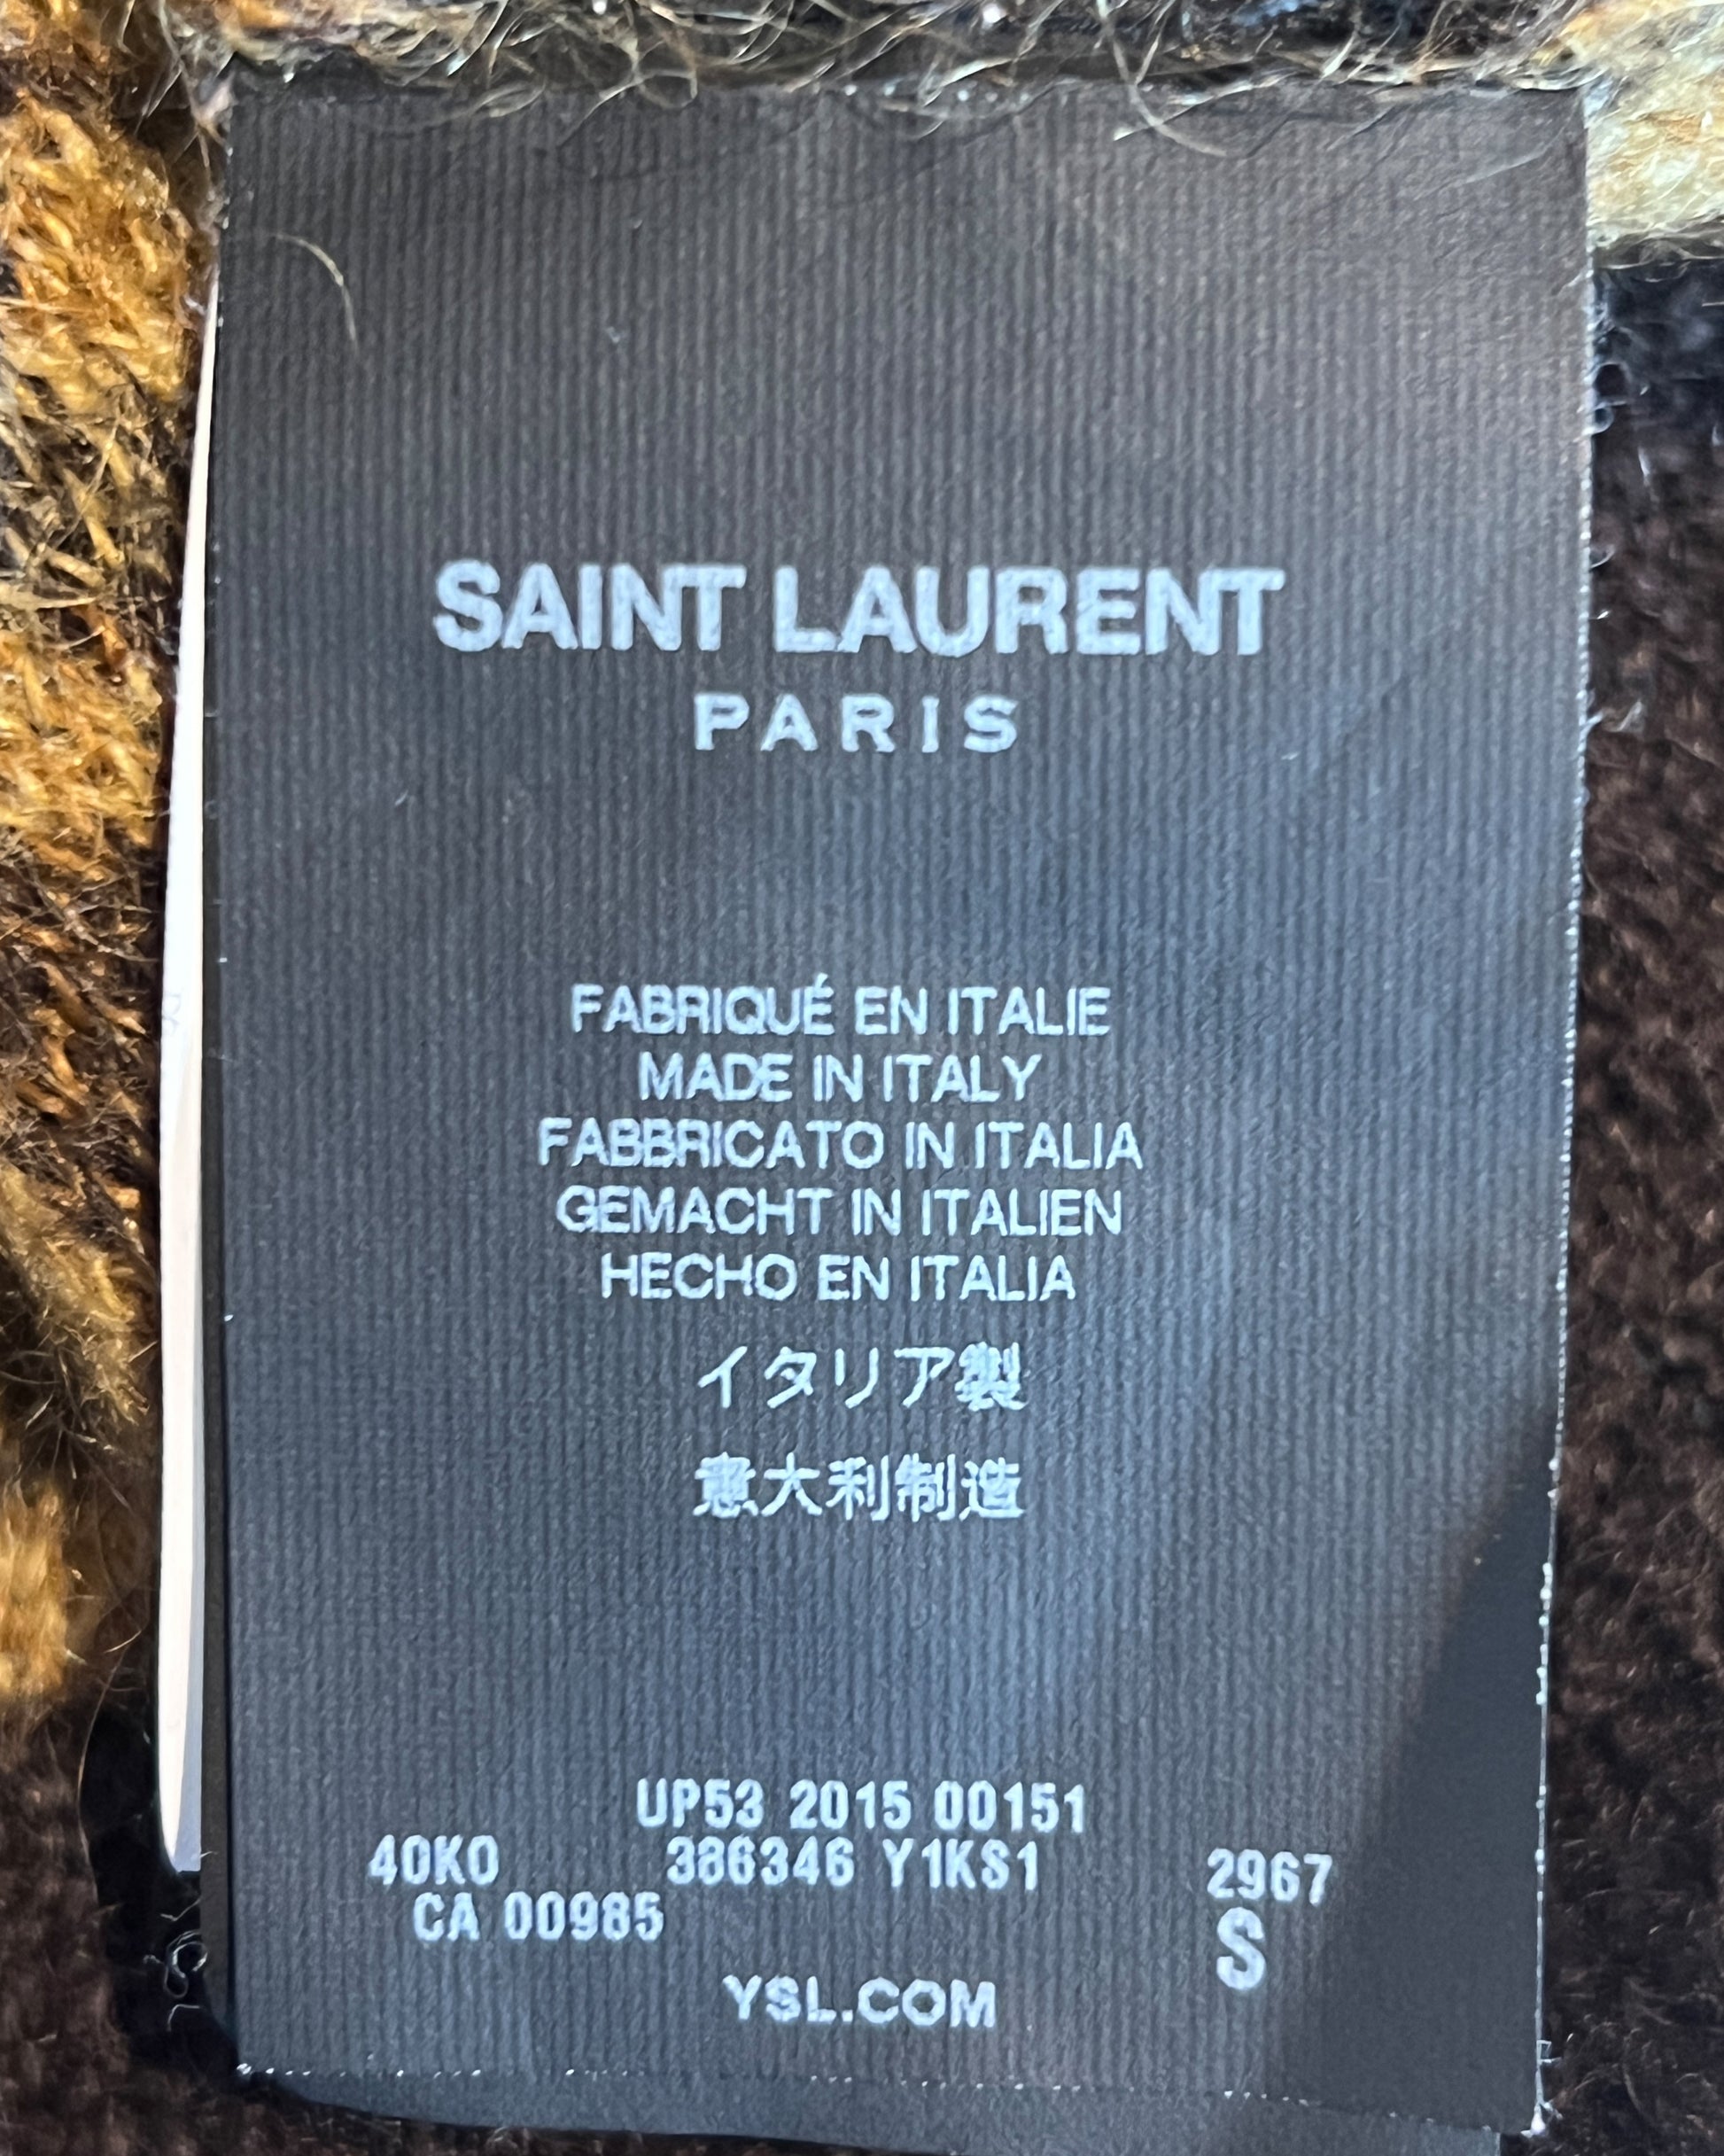 SAINT LAURENT
PARIS
FABRIQUÉ EN ITALIE
MADE IN ITALY
FABBRICATO IN ITALIA
GEMACHT IN ITALIEN
HECHO EN ITALIA
イタリア製
意大利制造
UP53 2015 00151
40K0 386346 Y1KS1 2967
CA 00985 S
YSL.COM